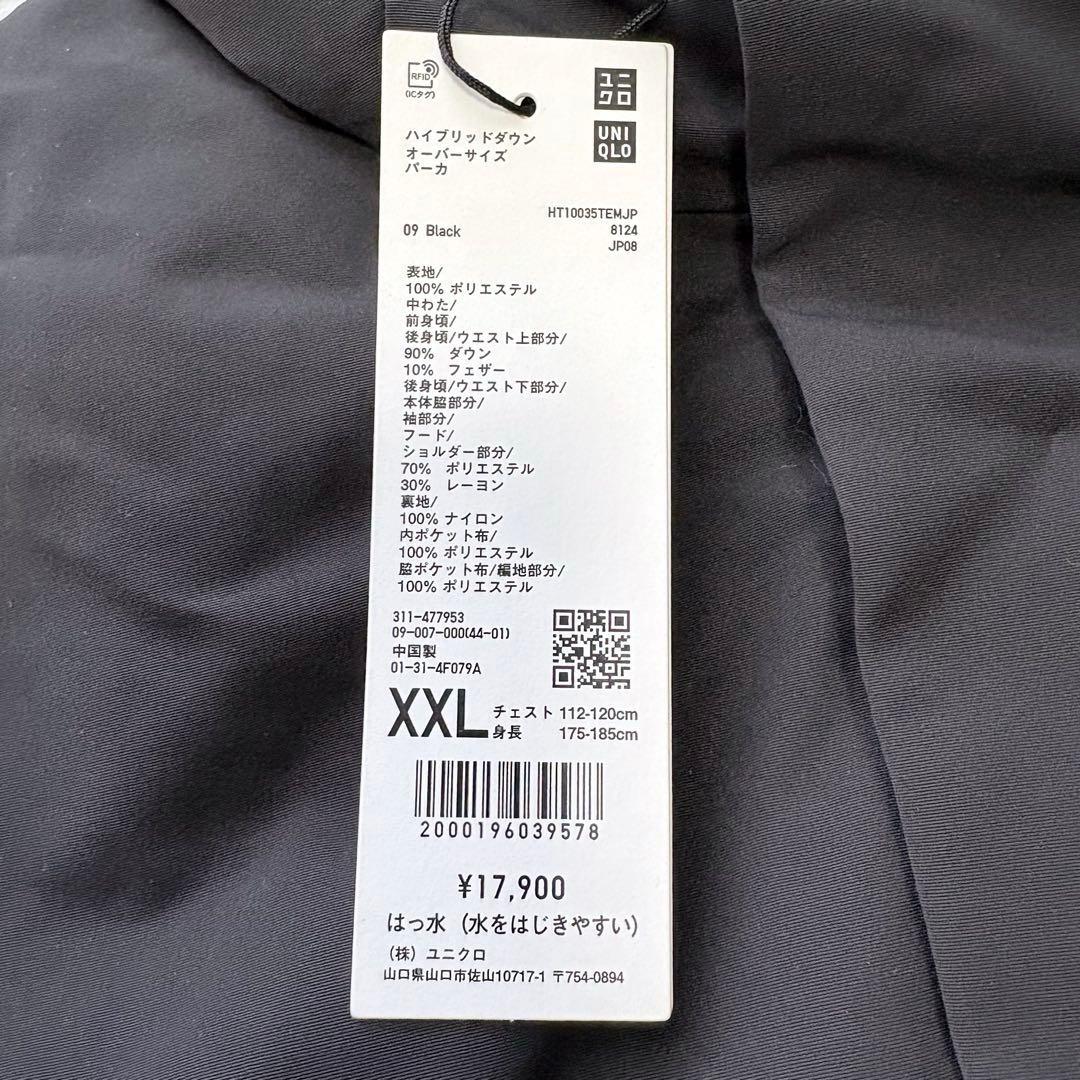 RFID
(ICタグ)
ユニ
クロ
UNI
QLO
ハイブリッドダウン
オーバーサイズ
パーカ
HT10035TEMJP
09 Black
8124
JP08
表地/
100% ポリエステル
中わた/
前身頃/
後身頃/ウエスト上部分/
90% ダウン
10% フェザー
後身頃/ウエスト下部分/
本体脇部分/
袖部分/
フード/
ショルダー部分/
70% ポリエステル
30% レーヨン
裏地/
100% ナイロン
内ポケット布/
100% ポリエステル
脇ポケット布/編地部分/
100% ポリエステル
311-477953
09-007-000(44-01)
中国製
01-31-4F079A
XXL チェスト 112-120cm
身長 175-185cm
2000196039578
¥17,900
はっ水 (水をはじきやすい)
(株) ユニクロ
山口県山口市佐山10717-1 〒754-0894